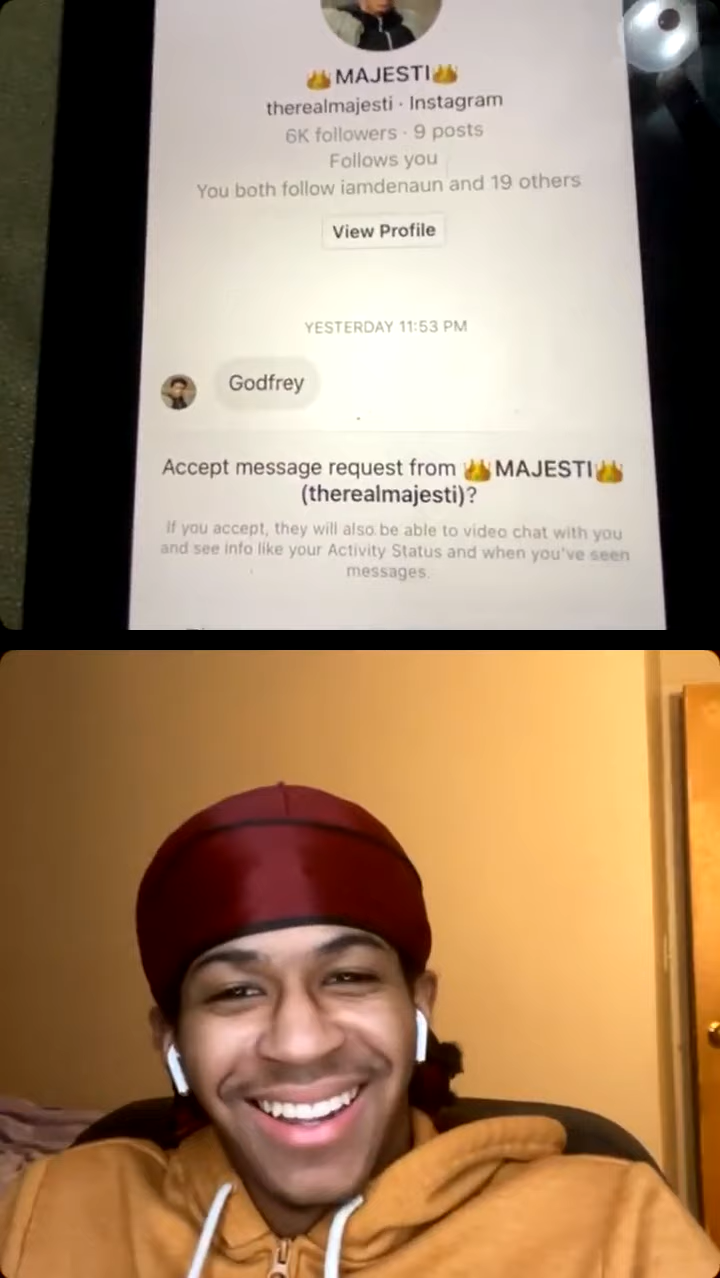 👑MAJESTI👑
therealmajesti · Instagram
6K followers · 9 posts
Follows you
You both follow iamdenaun and 19 others
View Profile
YESTERDAY 11:53 PM
Godfrey
Accept message request from 👑MAJESTI👑
(therealmajesti)?
If you accept, they will also be able to video chat with you
and see info like your Activity Status and when you've seen
messages.